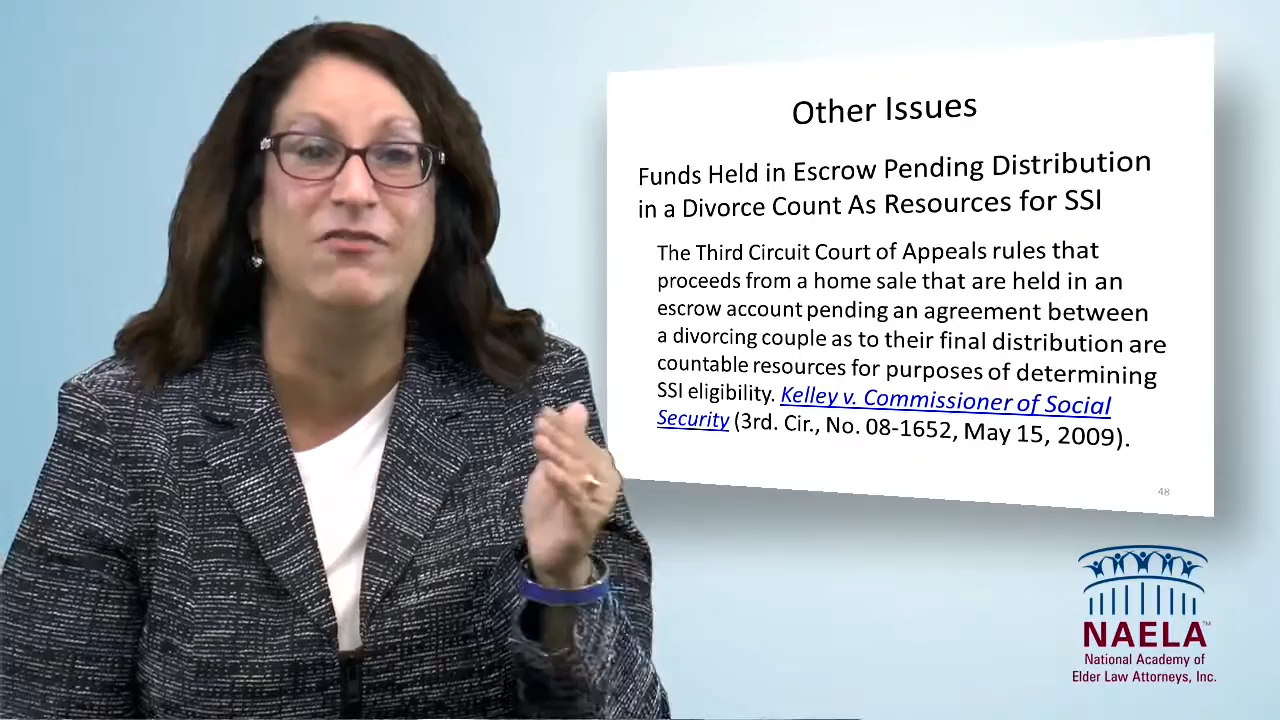 Other Issues
Funds Held in Escrow Pending Distribution
in a Divorce Count As Resources for SSI
The Third Circuit Court of Appeals rules that
proceeds from a home sale that are held in an
escrow account pending an agreement between
a divorcing couple as to their final distribution are
countable resources for purposes of determining
SSI eligibility. Kelley v. Commissioner of Social
Security (3rd. Cir., No. 08-1652, May 15, 2009).
48
NAELA™
National Academy of
Elder Law Attorneys, Inc.